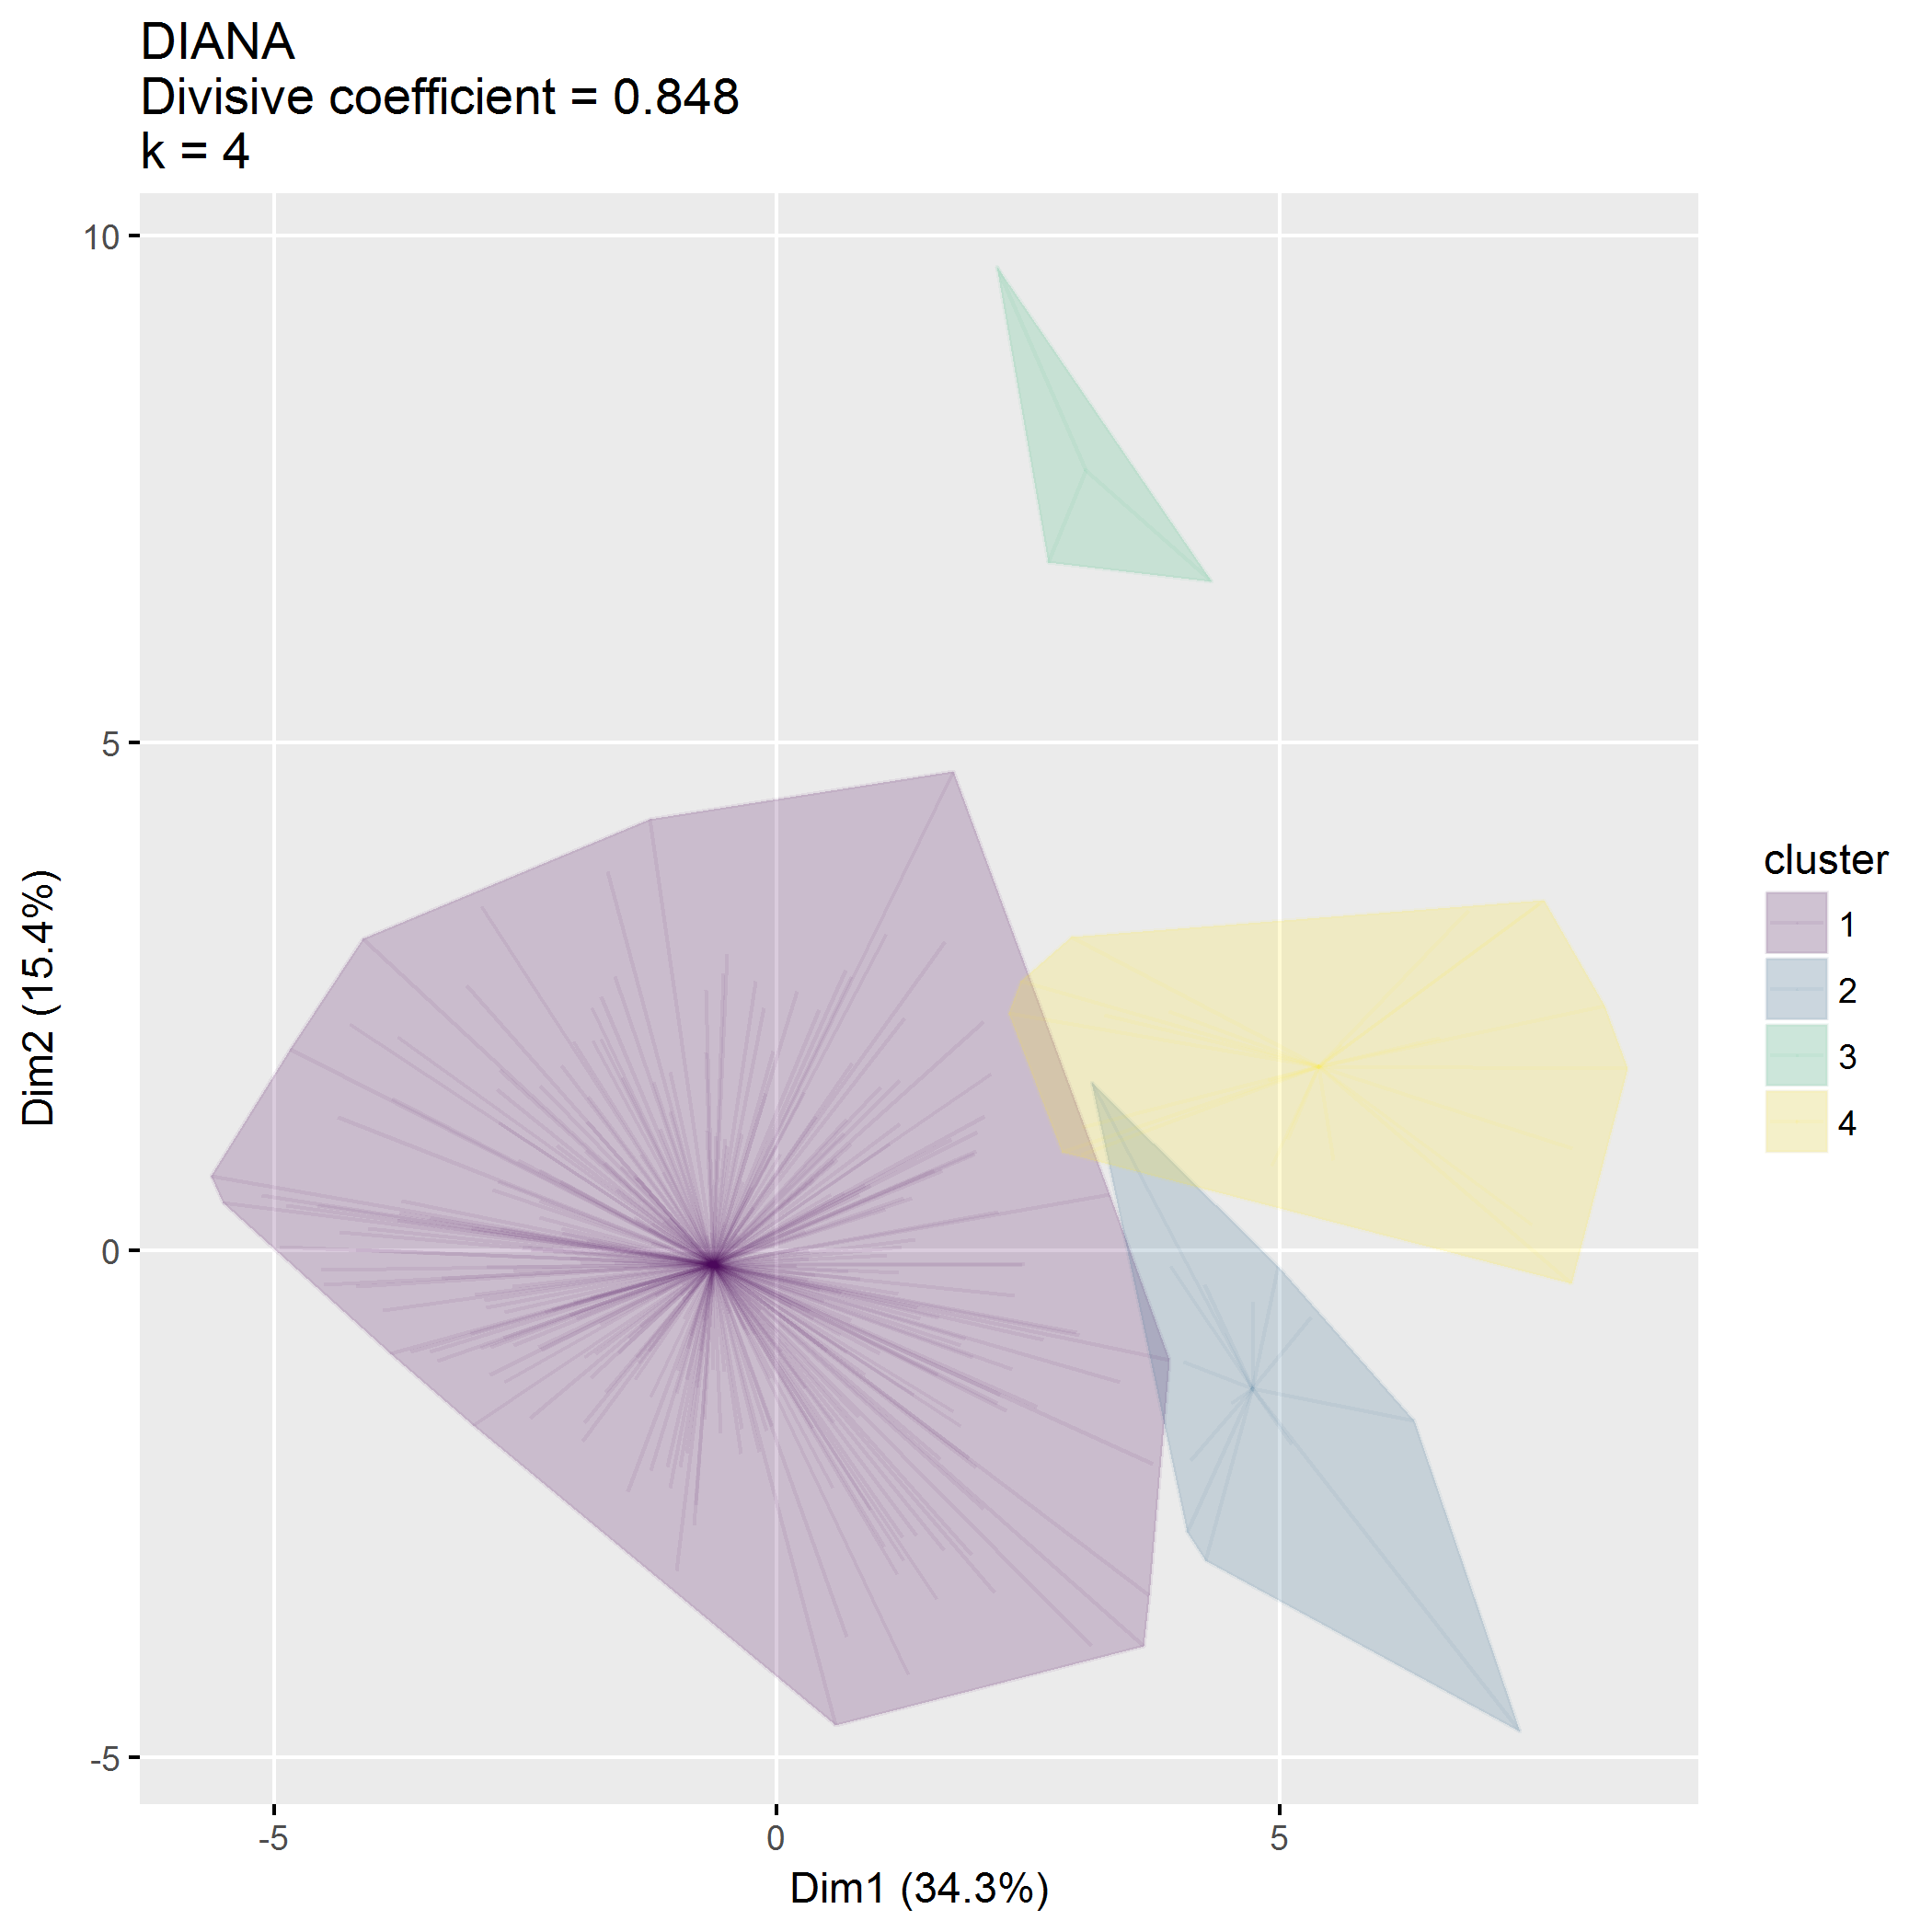 DIANA
Divisive coefficient = 0.848
k = 4
10
5
0
-5
Dim2 (15.4%)
-5
0
5
Dim1 (34.3%)
cluster
1
2
3
4